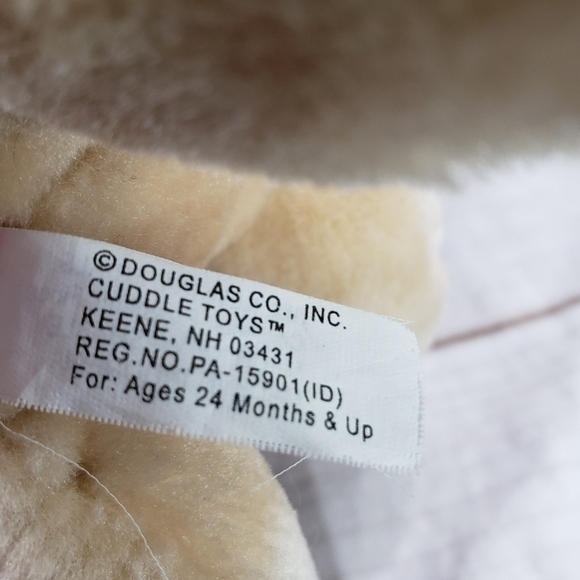 ©DOUGLAS CO., INC.
CUDDLE TOYS™
KEENE, NH 03431
REG.NO.PA-15901(ID)
For: Ages 24 Months & Up